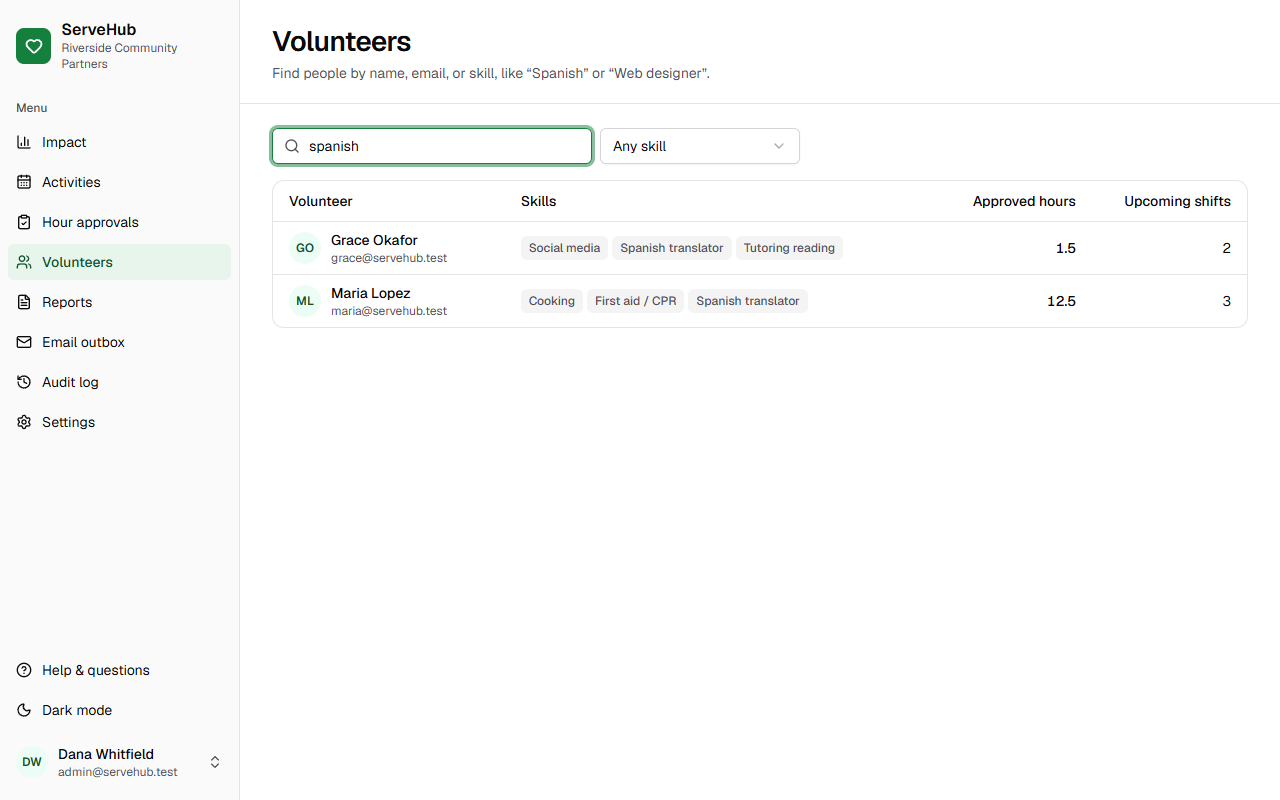 ServeHub
Riverside Community
Partners
Menu
Impact
Activities
Hour approvals
Volunteers
Reports
Email outbox
Audit log
Settings
Help & questions
Dark mode
DW
Dana Whitfield
admin@servehub.test
Volunteers
Find people by name, email, or skill, like “Spanish” or “Web designer”.
spanish
Any skill
Volunteer Skills Approved hours Upcoming shifts
GO Grace Okafor Social media Spanish translator Tutoring reading 1.5 2
grace@servehub.test
ML Maria Lopez Cooking First aid / CPR Spanish translator 12.5 3
maria@servehub.test